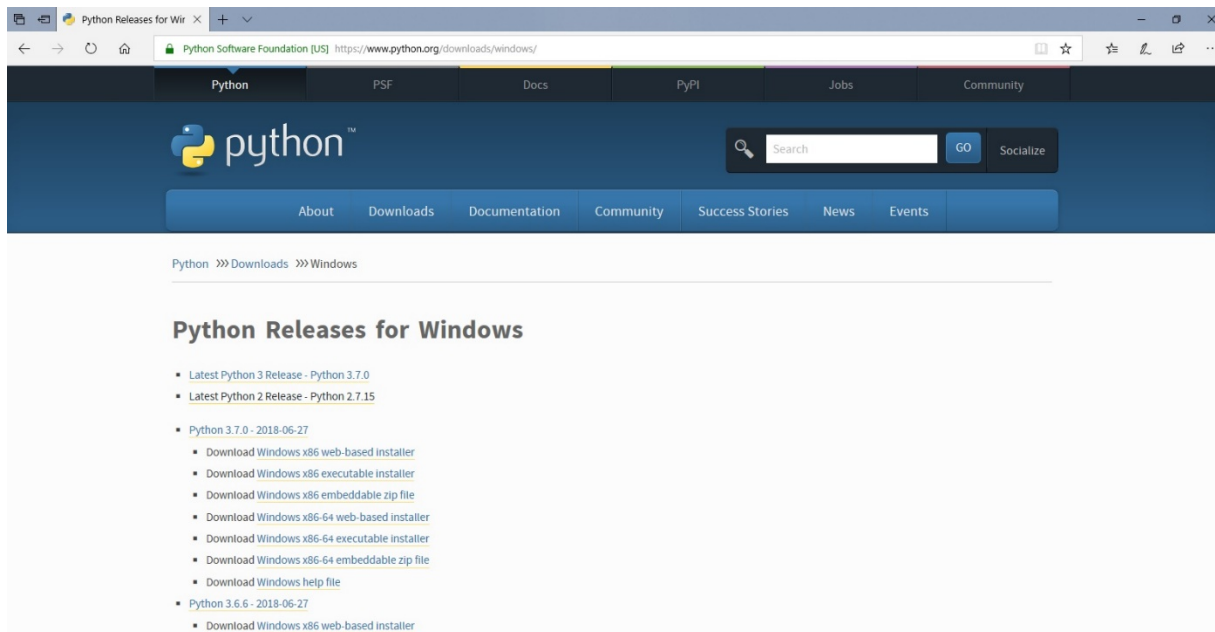 Python Releases for Wir
Python Software Foundation [US] https://www.python.org/downloads/windows/
Python PSF Docs PyPI Jobs Community
python™
Search GO Socialize
About Downloads Documentation Community Success Stories News Events
Python >>> Downloads >>> Windows
Python Releases for Windows
Latest Python 3 Release - Python 3.7.0
Latest Python 2 Release - Python 2.7.15
Python 3.7.0 - 2018-06-27
Download Windows x86 web-based installer
Download Windows x86 executable installer
Download Windows x86 embeddable zip file
Download Windows x86-64 web-based installer
Download Windows x86-64 executable installer
Download Windows x86-64 embeddable zip file
Download Windows help file
Python 3.6.6 - 2018-06-27
Download Windows x86 web-based installer